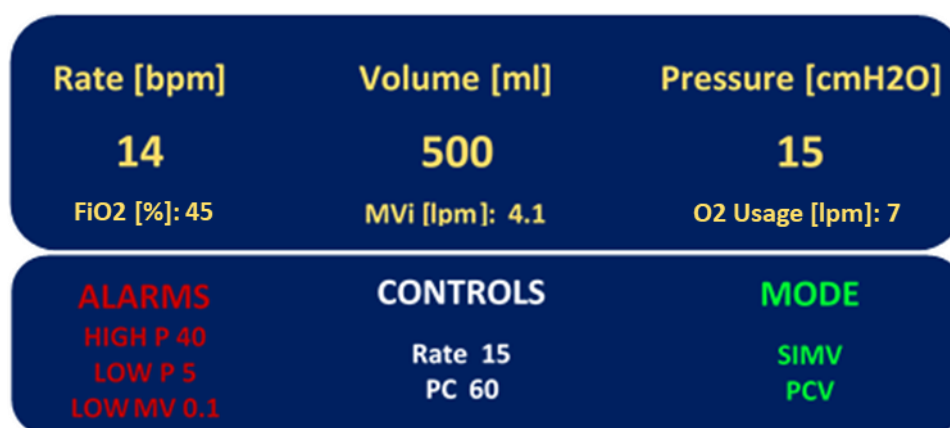 Rate [bpm] Volume [ml] Pressure [cmH2O]
14 500 15
FiO2 [%]: 45 MVi [lpm]: 4.1 O2 Usage [lpm]: 7
ALARMS
HIGH P 40
LOW P 5
LOW MV 0.1
CONTROLS
Rate 15
PC 60
MODE
SIMV
PCV